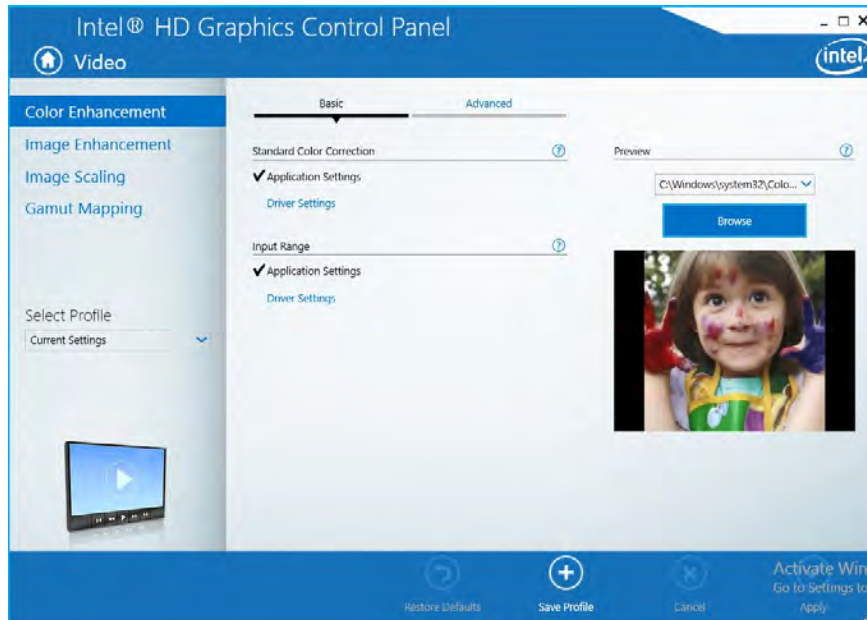 Intel® HD Graphics Control Panel
Video
intel
Color Enhancement
Image Enhancement
Image Scaling
Gamut Mapping
Select Profile
Current Settings
Basic
Advanced
Standard Color Correction
?
✔ Application Settings
Driver Settings
Input Range
?
✔ Application Settings
Driver Settings
Preview
?
C:\Windows\system32\Colo...
Browse
Restore Defaults
Save Profile
Cancel
Apply
Activate Win
Go to Settings to